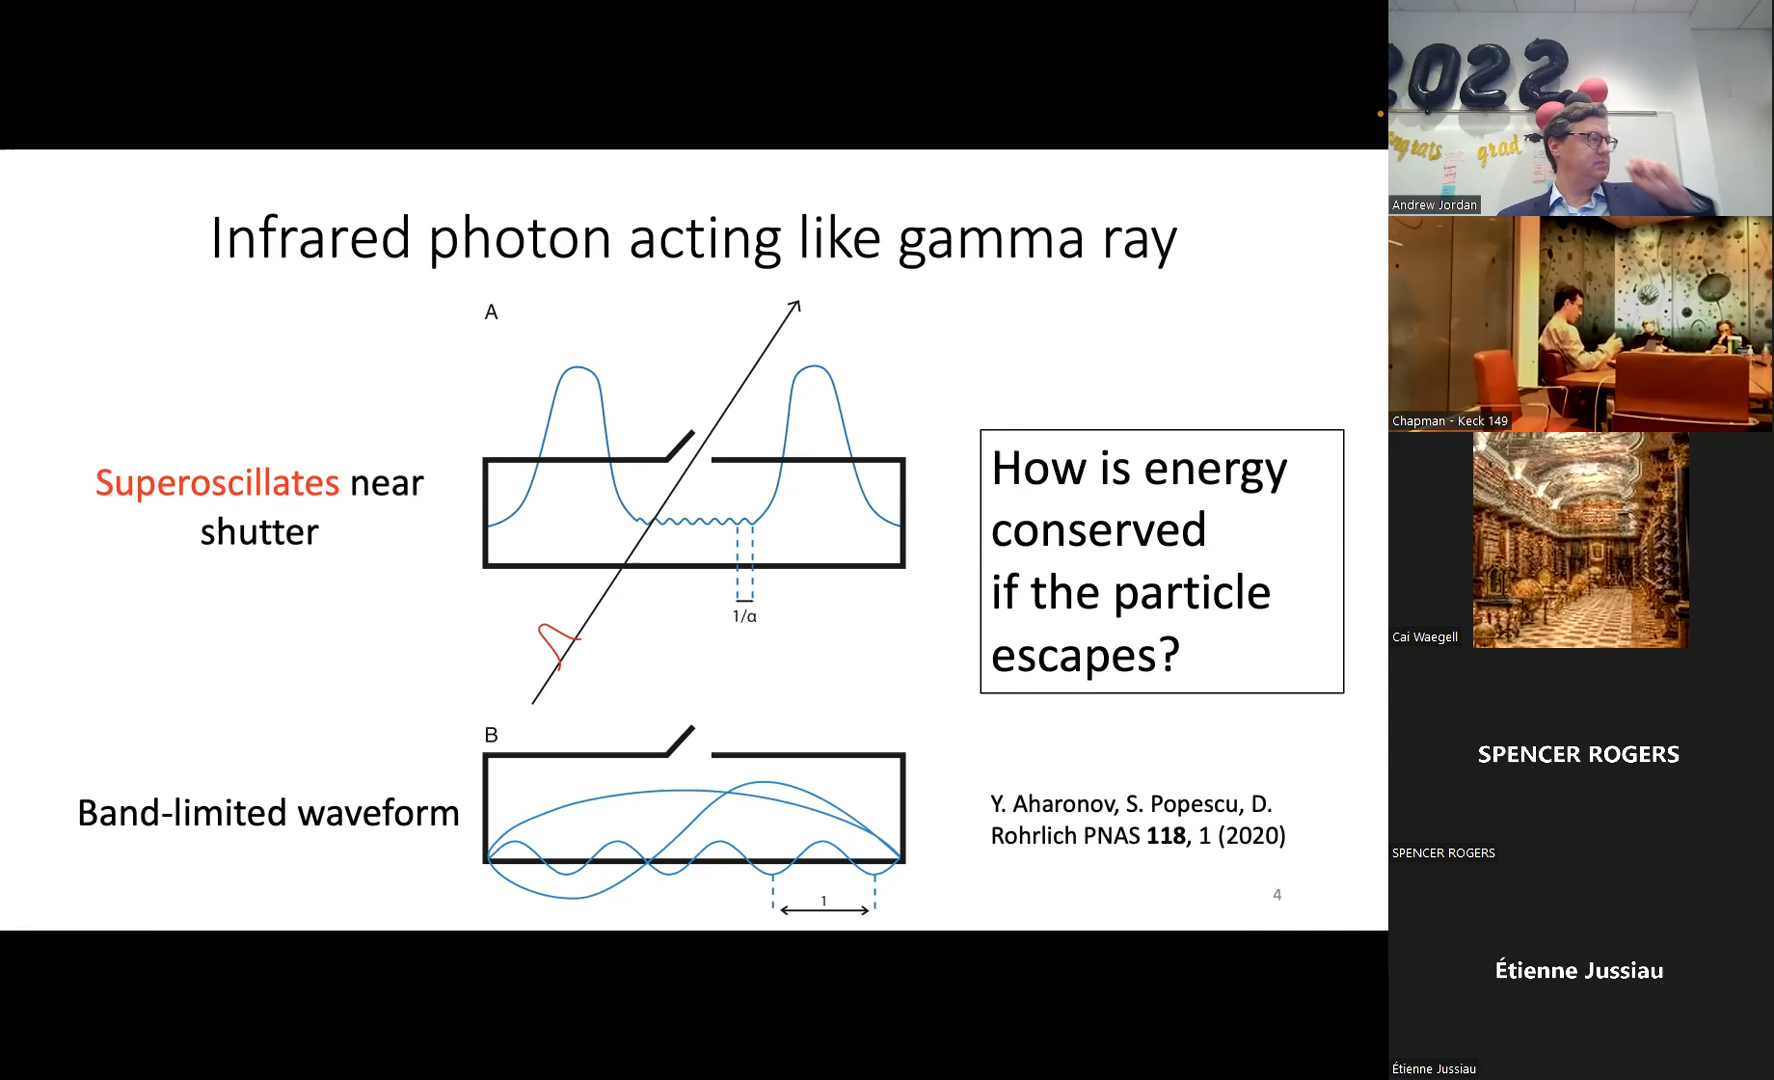 Infrared photon acting like gamma ray
A
Superoscillates near
shutter
1/α
How is energy
conserved
if the particle
escapes?
B
Band-limited waveform
1
Y. Aharonov, S. Popescu, D.
Rohrlich PNAS 118, 1 (2020)
4
2022
ngrats grad
Andrew Jordan
Chapman - Keck 149
Cai Waegell
SPENCER ROGERS
SPENCER ROGERS
Étienne Jussiau
Étienne Jussiau